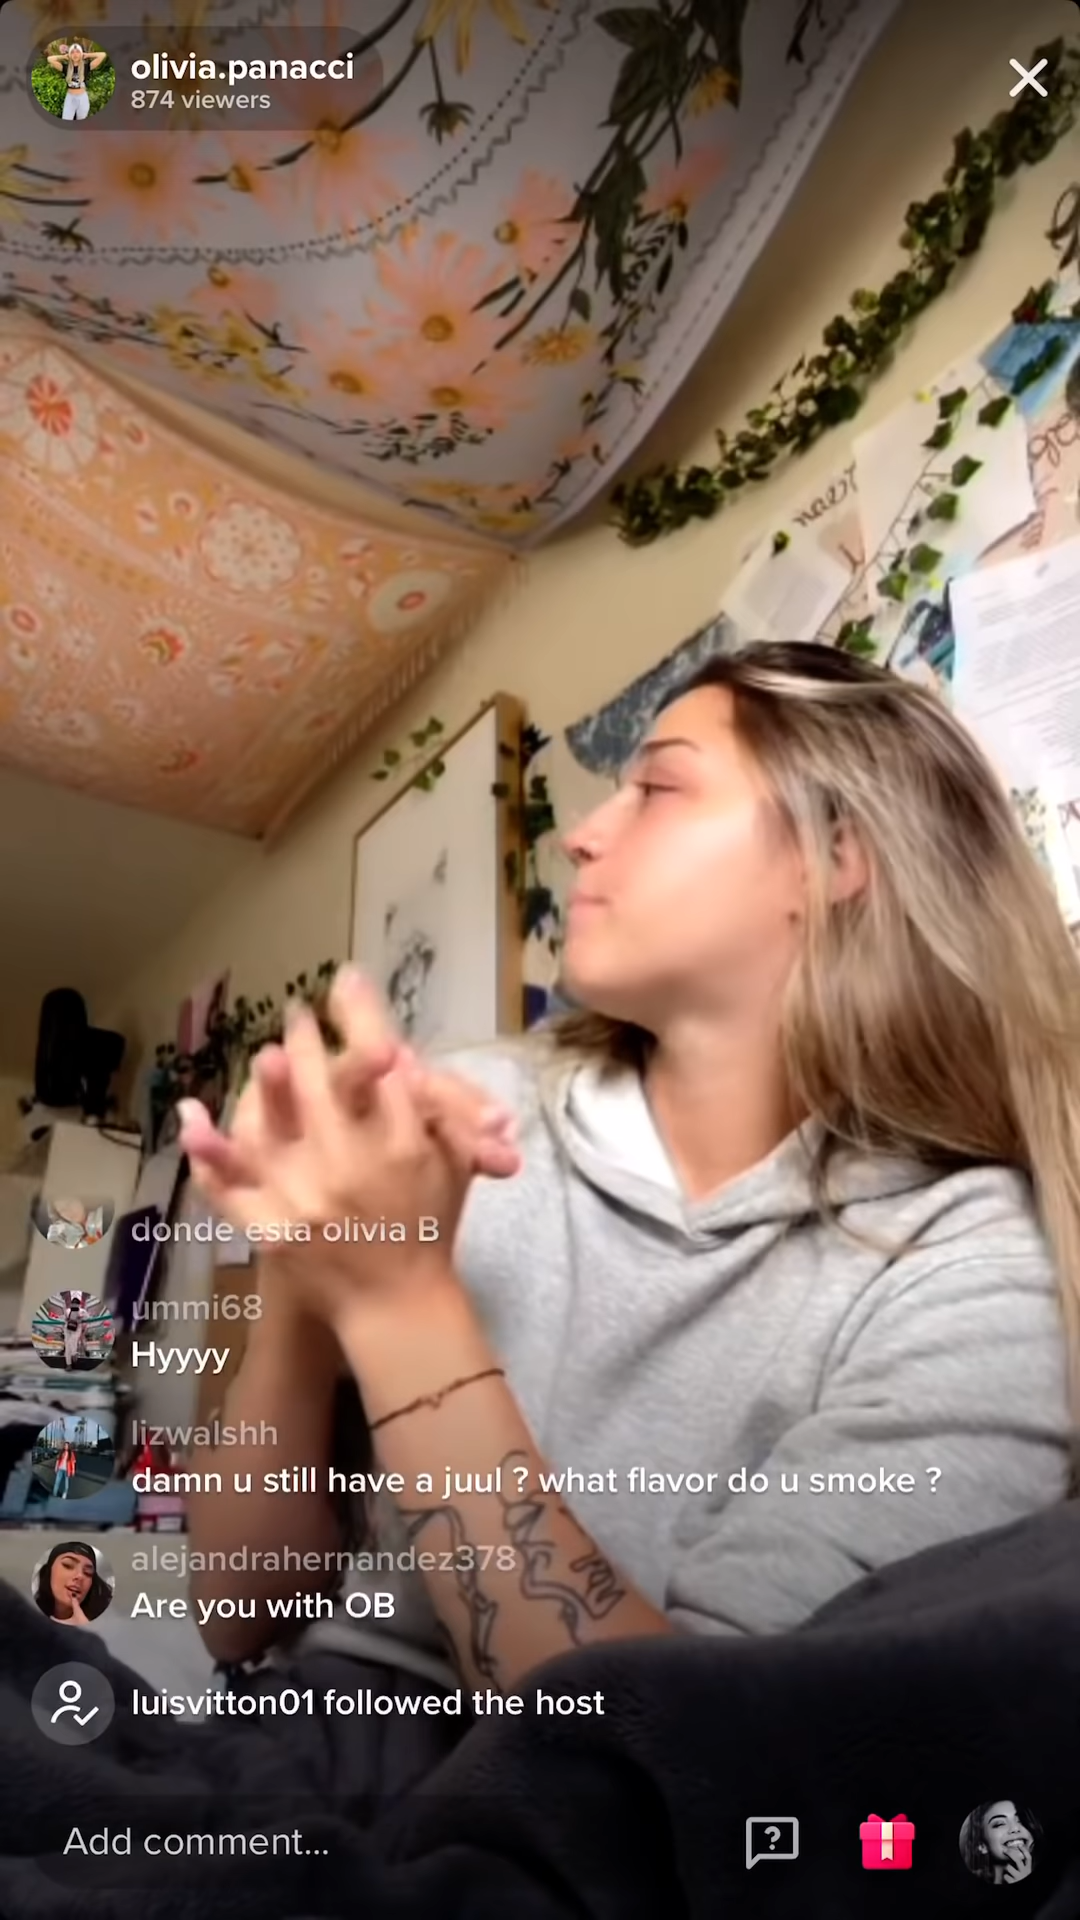 olivia.panacci
874 viewers
donde esta olivia B
ummi68
Hyyyy
lizwalshh
damn u still have a juul ? what flavor do u smoke ?
alejandrahernandez378
Are you with OB
luisvitton01 followed the host
Add comment...